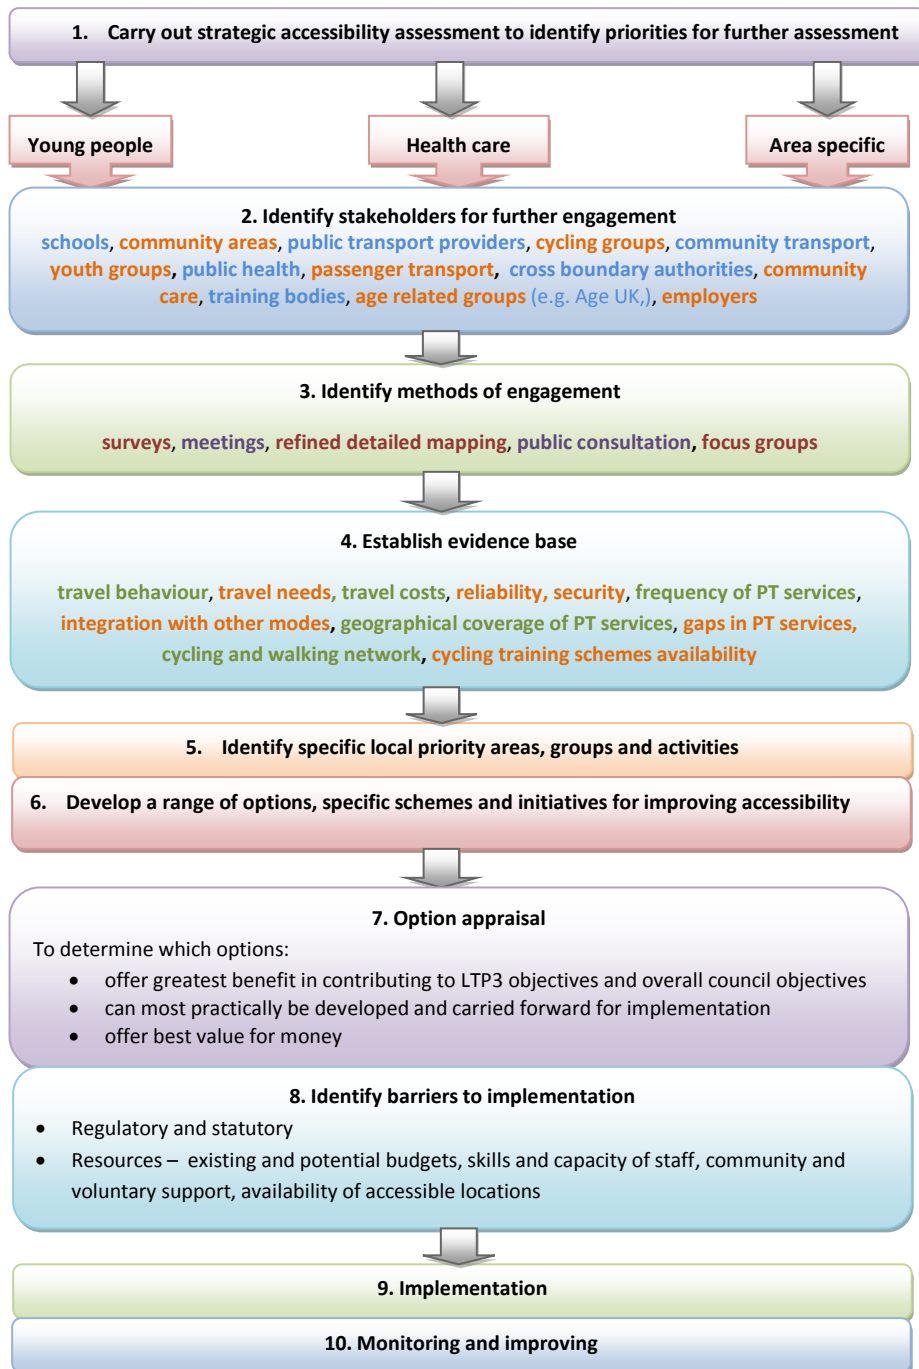 1. Carry out strategic accessibility assessment to identify priorities for further assessment
Young people
Health care
Area specific
2. Identify stakeholders for further engagement
schools, community areas, public transport providers, cycling groups, community transport,
youth groups, public health, passenger transport, cross boundary authorities, community
care, training bodies, age related groups (e.g. Age UK,), employers
3. Identify methods of engagement
surveys, meetings, refined detailed mapping, public consultation, focus groups
4. Establish evidence base
travel behaviour, travel needs, travel costs, reliability, security, frequency of PT services,
integration with other modes, geographical coverage of PT services, gaps in PT services,
cycling and walking network, cycling training schemes availability
5. Identify specific local priority areas, groups and activities
6. Develop a range of options, specific schemes and initiatives for improving accessibility
7. Option appraisal
To determine which options:
• offer greatest benefit in contributing to LTP3 objectives and overall council objectives
• can most practically be developed and carried forward for implementation
• offer best value for money
8. Identify barriers to implementation
• Regulatory and statutory
• Resources – existing and potential budgets, skills and capacity of staff, community and
voluntary support, availability of accessible locations
9. Implementation
10. Monitoring and improving